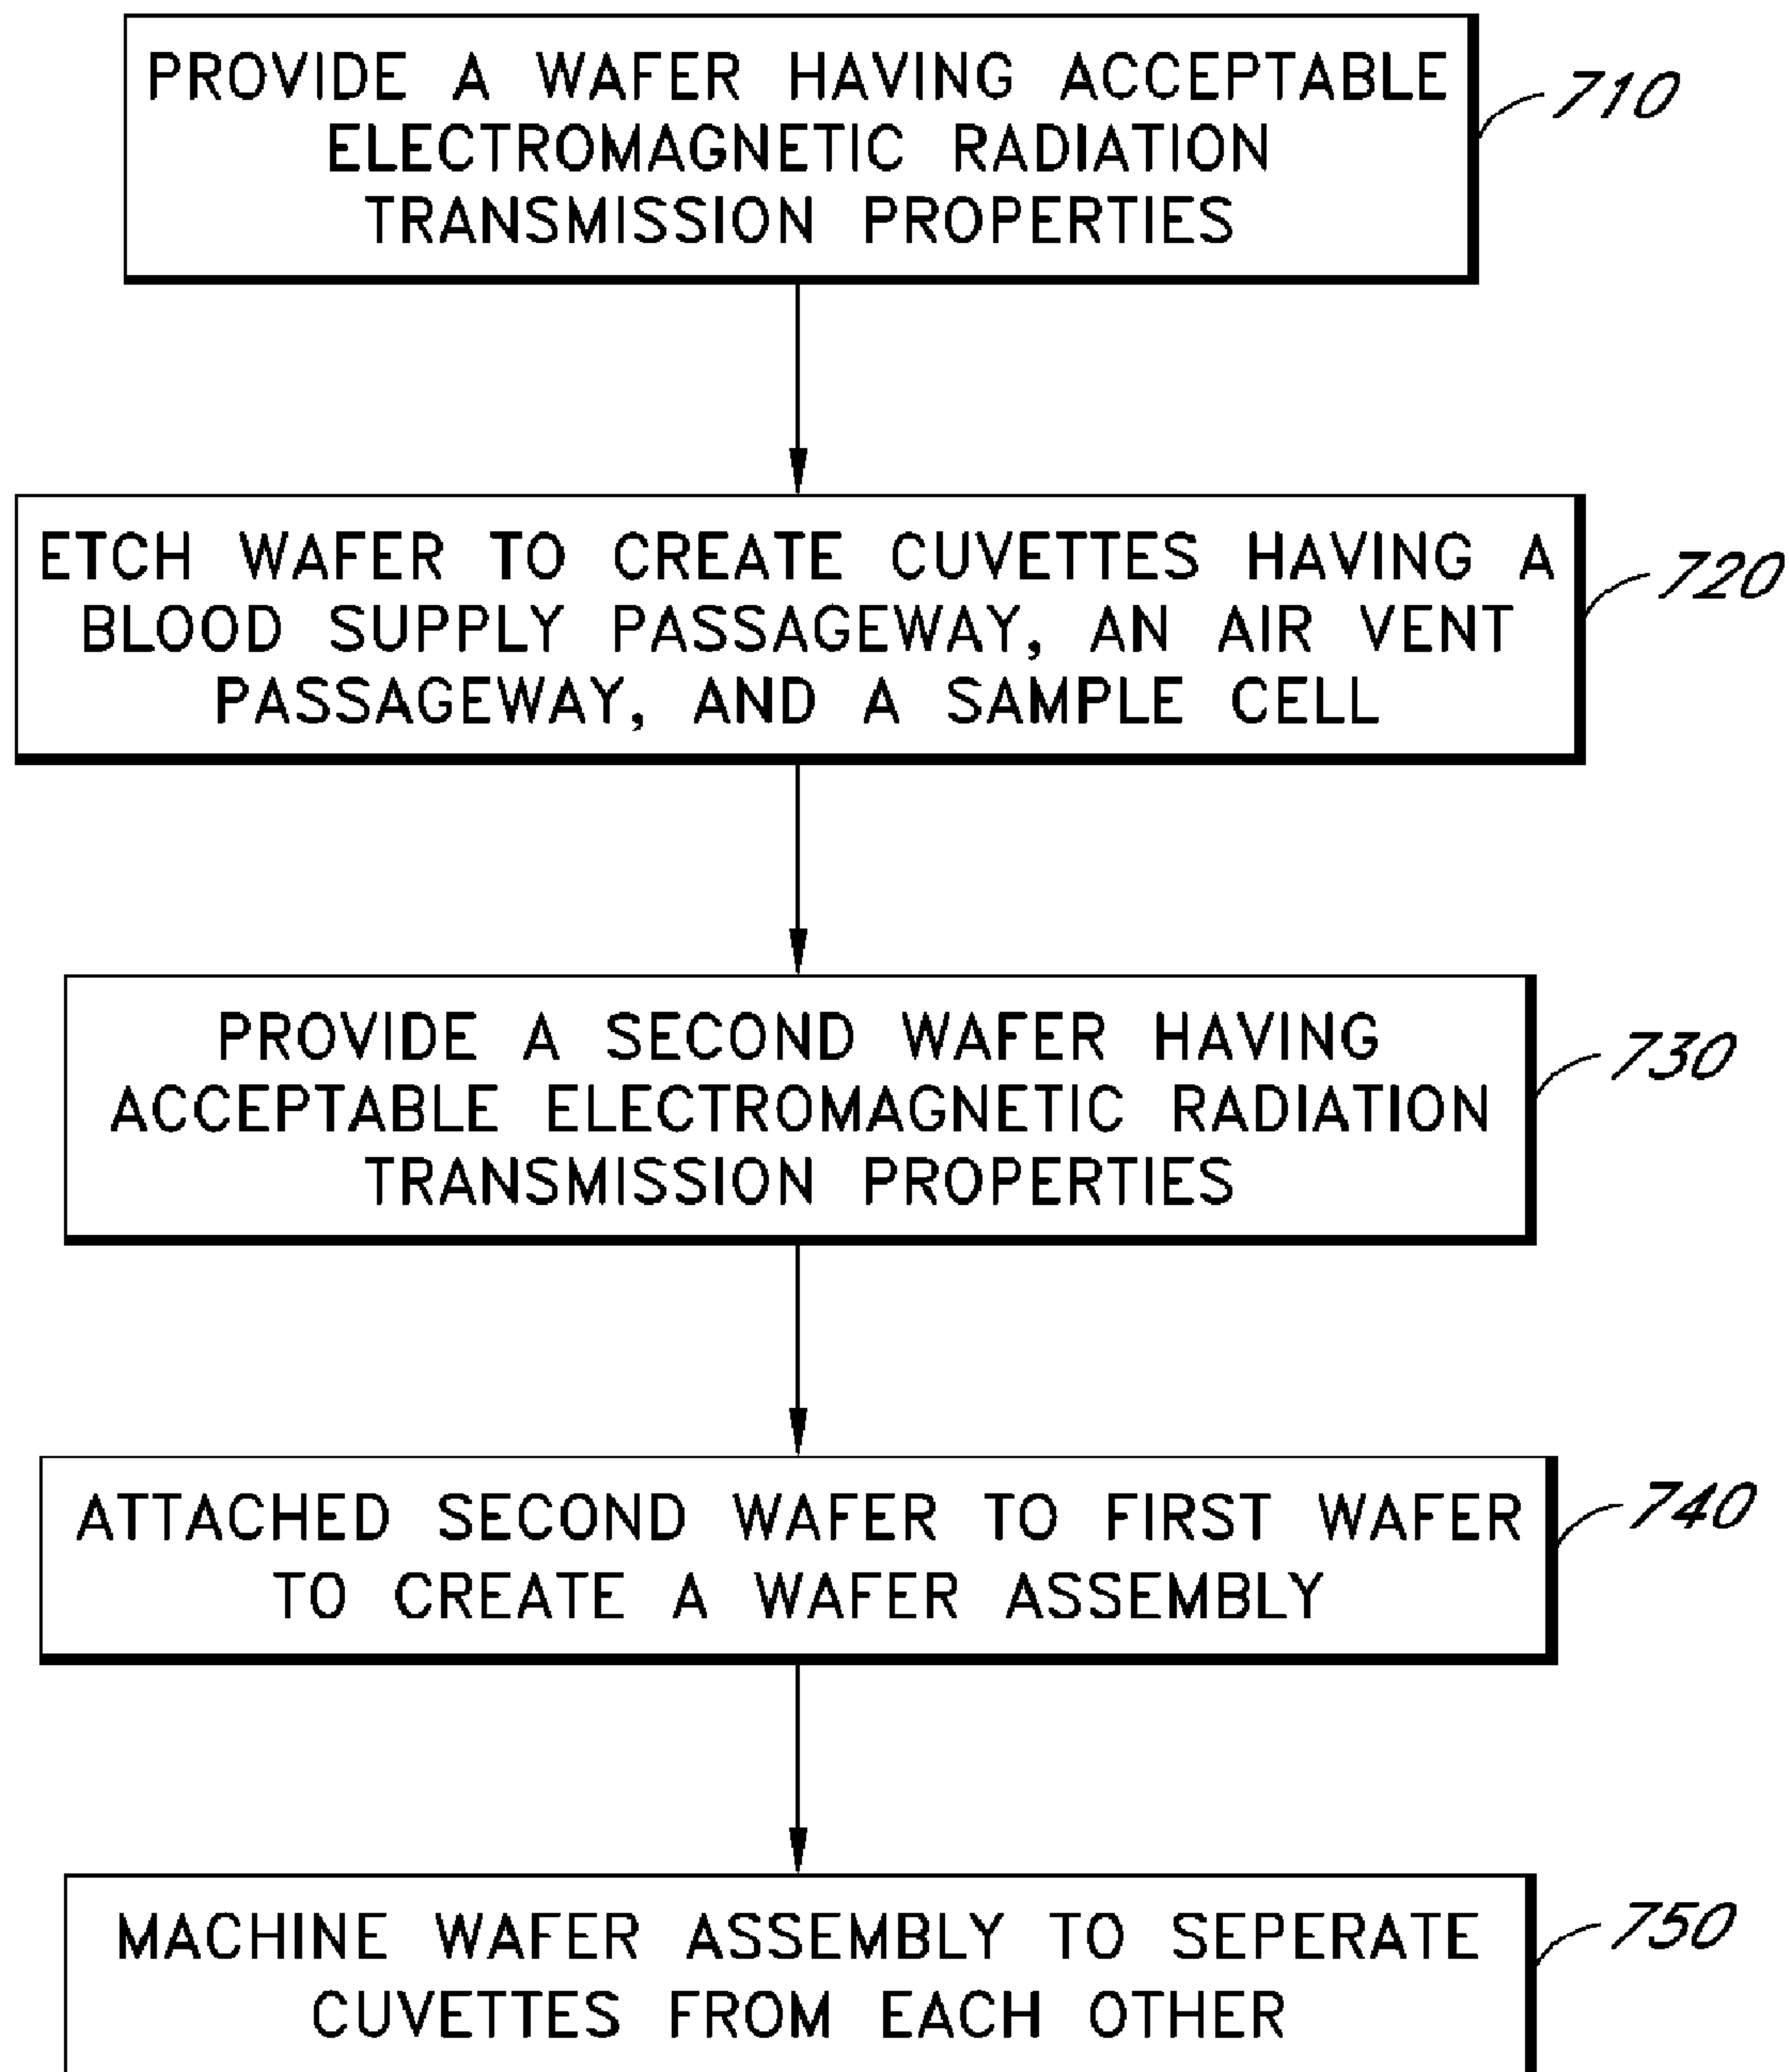 PROVIDE A WAFER HAVING ACCEPTABLE
ELECTROMAGNETIC RADIATION
TRANSMISSION PROPERTIES
710
ETCH WAFER TO CREATE CUVETTES HAVING A
BLOOD SUPPLY PASSAGEWAY, AN AIR VENT
PASSAGEWAY, AND A SAMPLE CELL
720
PROVIDE A SECOND WAFER HAVING
ACCEPTABLE ELECTROMAGNETIC RADIATION
TRANSMISSION PROPERTIES
730
ATTACHED SECOND WAFER TO FIRST WAFER
TO CREATE A WAFER ASSEMBLY
740
MACHINE WAFER ASSEMBLY TO SEPERATE
CUVETTES FROM EACH OTHER
750